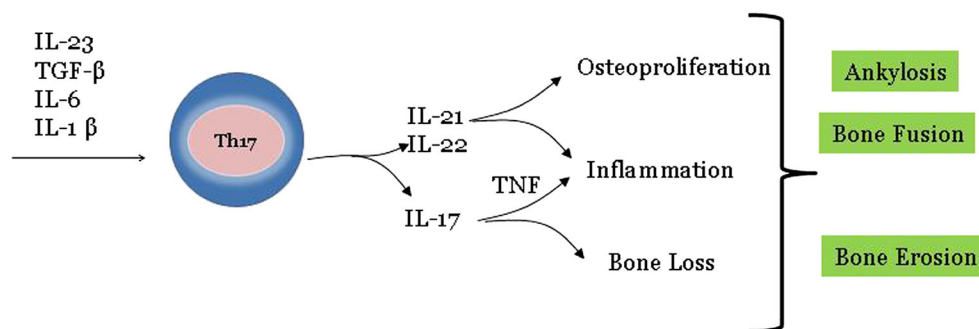 IL-23
TGF-β
IL-6
IL-1 β
Th17
IL-21
IL-22
IL-17
TNF
Osteoproliferation
Inflammation
Bone Loss
Ankylosis
Bone Fusion
Bone Erosion